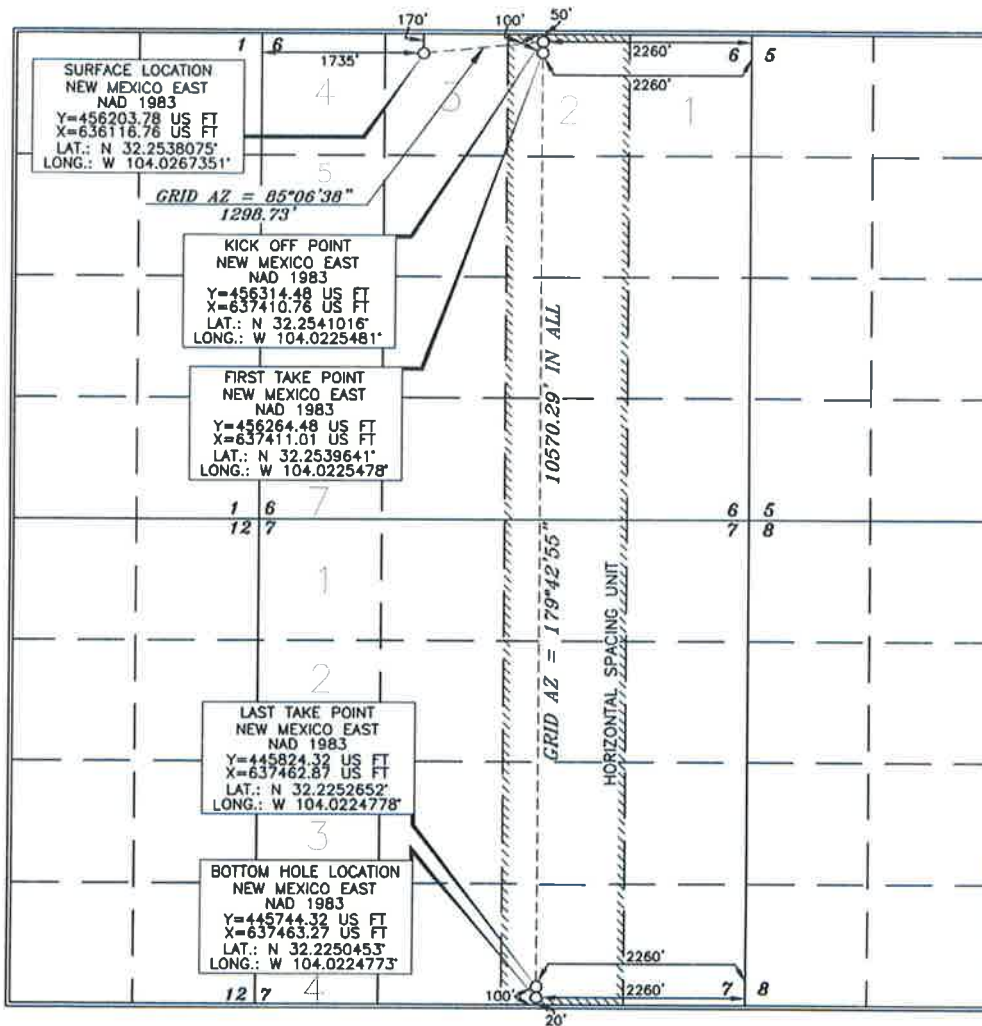 170' 100' 50'
1 6 1735' 4 3 2 1 2260' 6 5
2260'
SURFACE LOCATION
NEW MEXICO EAST
NAD 1983
Y=456203.78 US FT
X=636116.76 US FT
LAT.: N 32.2538075°
LONG.: W 104.0267351°
5
GRID AZ = 85°06'38"
1298.73'
KICK OFF POINT
NEW MEXICO EAST
NAD 1983
Y=456314.48 US FT
X=637410.76 US FT
LAT.: N 32.2541016°
LONG.: W 104.0225481°
FIRST TAKE POINT
NEW MEXICO EAST
NAD 1983
Y=456264.48 US FT
X=637411.01 US FT
LAT.: N 32.2539641°
LONG.: W 104.0225478°
10570.29' IN ALL
1 6 7 6 5
12 7 7 8
1
GRID AZ = 179°42'55"
HORIZONTAL SPACING UNIT
2
LAST TAKE POINT
NEW MEXICO EAST
NAD 1983
Y=445824.32 US FT
X=637462.87 US FT
LAT.: N 32.2252652°
LONG.: W 104.0224778°
3
BOTTOM HOLE LOCATION
NEW MEXICO EAST
NAD 1983
Y=445744.32 US FT
X=637463.27 US FT
LAT.: N 32.2250453°
LONG.: W 104.0224773°
2260'
12 7 4 100' 2260' 7 8
20'